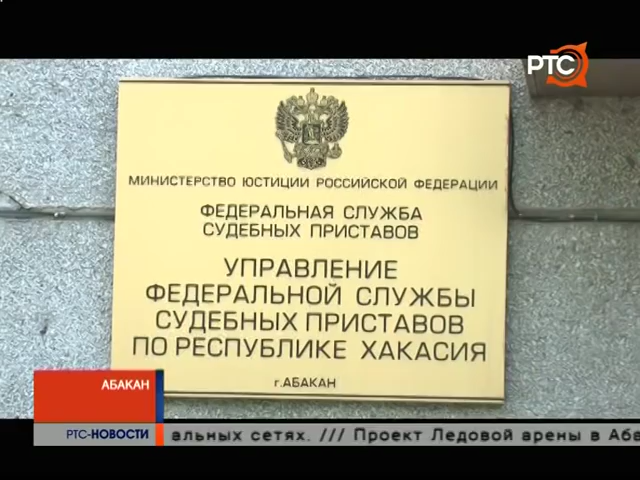 РТС
МИНИСТЕРСТВО ЮСТИЦИИ РОССИЙСКОЙ ФЕДЕРАЦИИ
ФЕДЕРАЛЬНАЯ СЛУЖБА
СУДЕБНЫХ ПРИСТАВОВ
УПРАВЛЕНИЕ
ФЕДЕРАЛЬНОЙ СЛУЖБЫ
СУДЕБНЫХ ПРИСТАВОВ
ПО РЕСПУБЛИКЕ ХАКАСИЯ
г.АБАКАН
АБАКАН
РТС-НОВОСТИ
альных сетях. /// Проект Ледовой арены в Аба